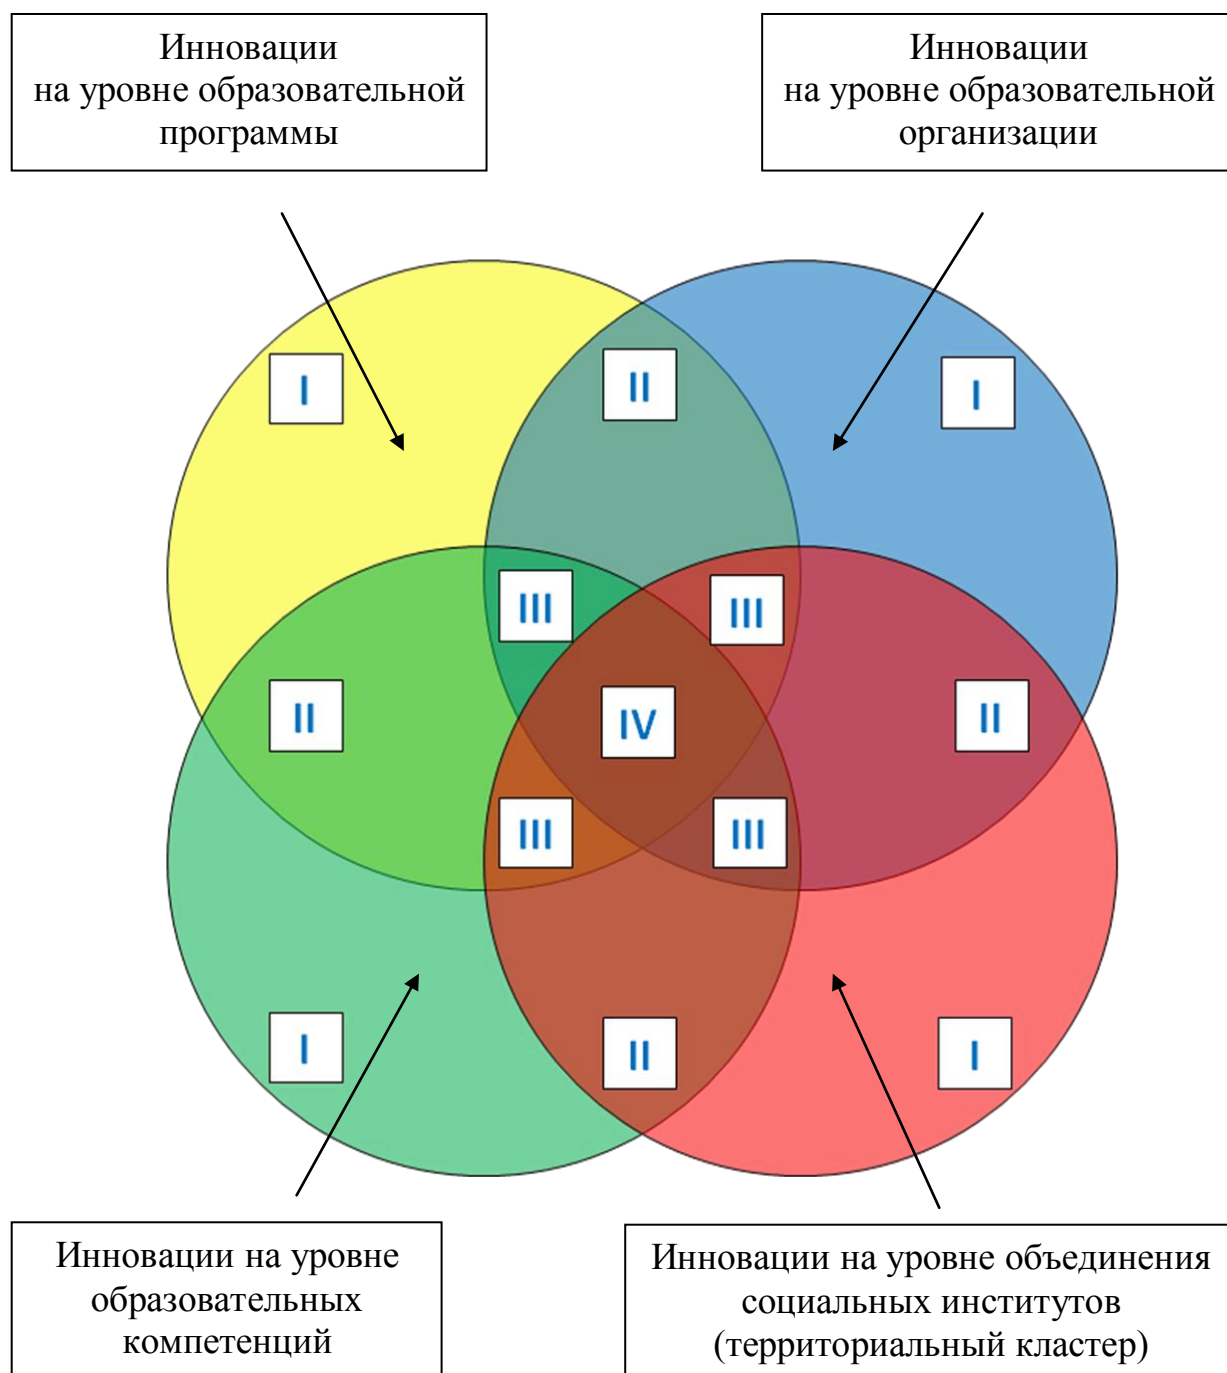 Инновации
на уровне образовательной
программы
Инновации
на уровне образовательной
организации
I
II
I
III
III
II
IV
II
III
III
I
II
I
Инновации на уровне
образовательных
компетенций
Инновации на уровне объединения
социальных институтов
(территориальный кластер)